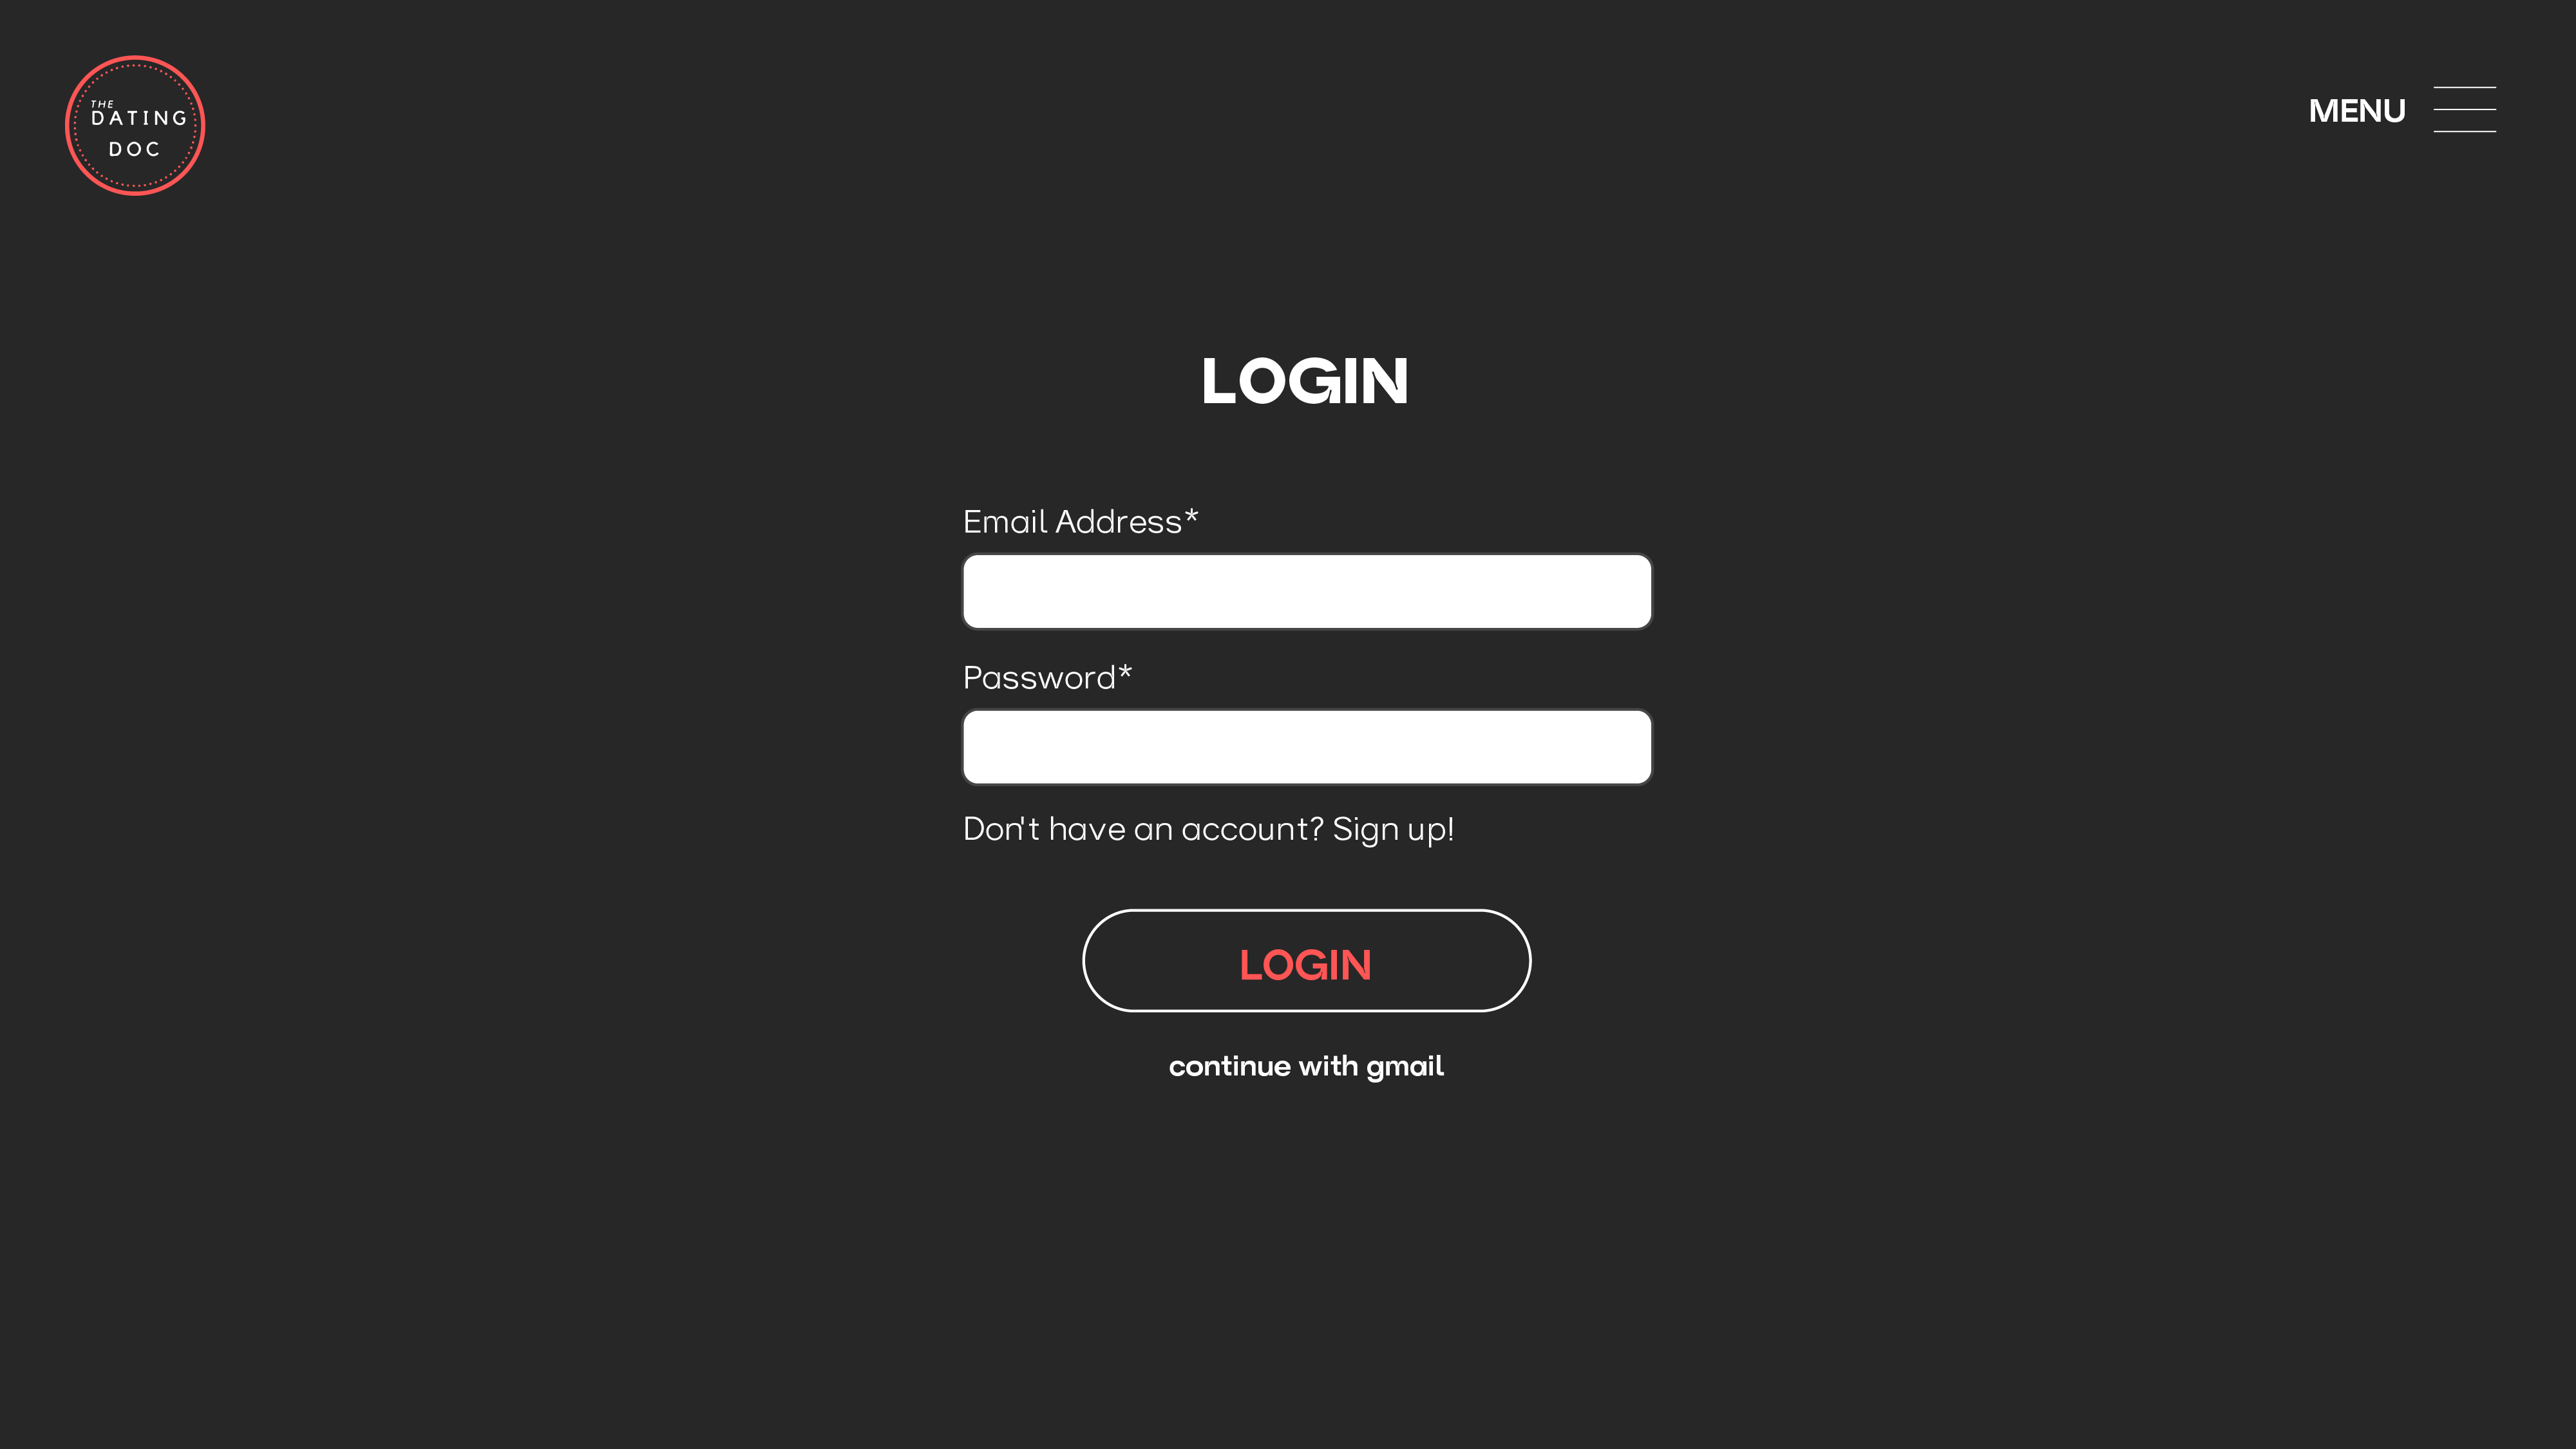 THE
DATING
DOC
MENU
LOGIN
Email Address*
Password*
Don't have an account? Sign up!
LOGIN
continue with gmail